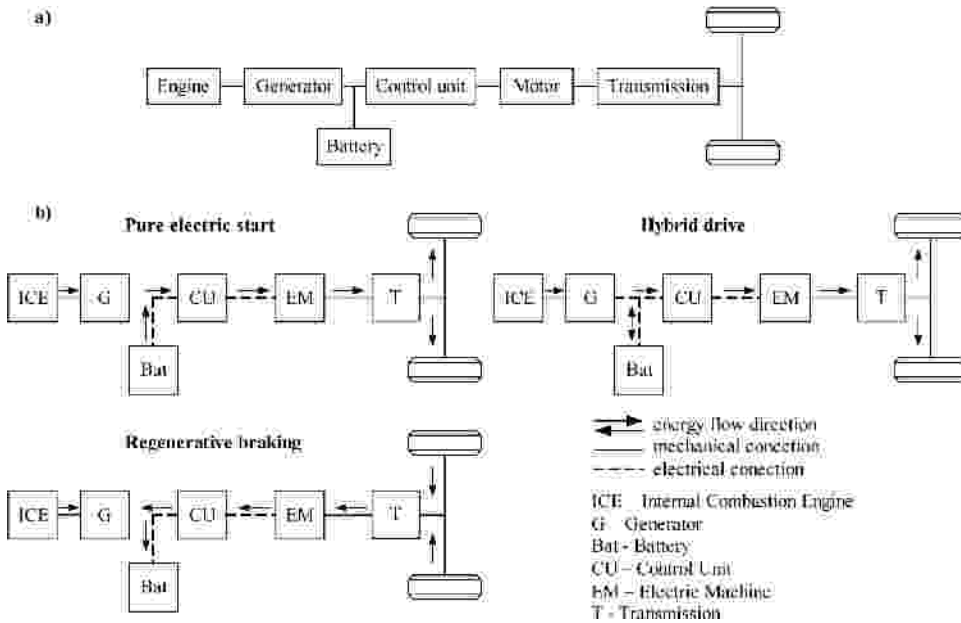 a)
Engine Generator Control unit Motor Transmission
Battery
b)
Pure electric start Hybrid drive
ICE G CU EM T ICE G CU EM T
Bat Bat
Regenerative braking
ICE G CU EM T
Bat
energy flow direction
mechanical conection
electrical conection
ICE – Internal Combustion Engine
G – Generator
Bat - Battery
CU – Control Unit
EM – Electric Machine
T - Transmission